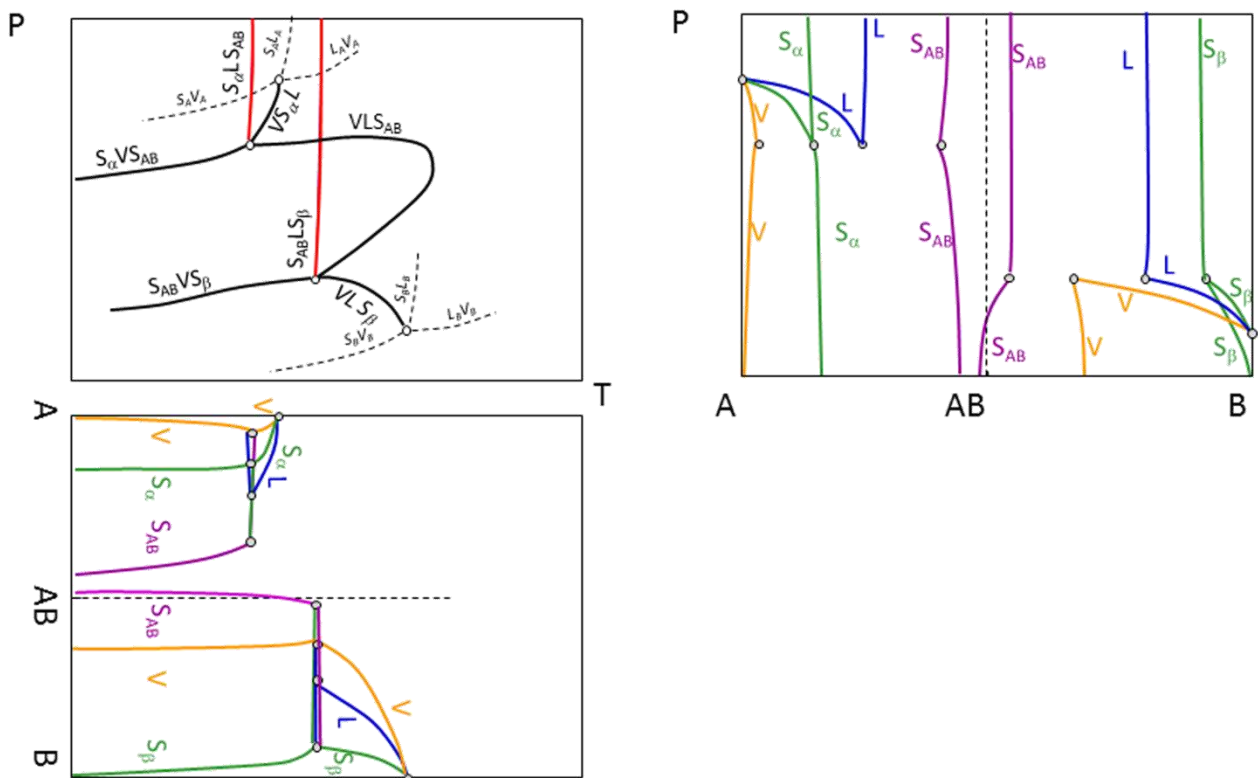 P
SₐLₐ
LₐVₐ
SₐVₐ
SαLSAB
VSαL
VLSAB
SαVSAB
SABLSβ
SABVSβ
VLSβ
SBLB
LBVB
SBVB
T
A
V
V
Sα
L
Sα
SAB
AB
SAB
V
V
L
Sβ
Sβ
B
P
Sα
L
SAB
SAB
L
Sβ
V
L
Sα
V
Sα
SAB
L
V
Sβ
SAB
V
Sβ
A
AB
B